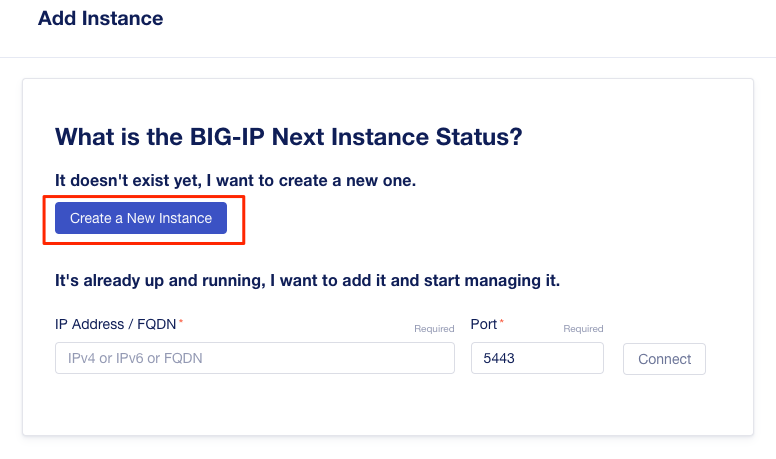 Add Instance
What is the BIG-IP Next Instance Status?
It doesn't exist yet, I want to create a new one.
Create a New Instance
It's already up and running, I want to add it and start managing it.
IP Address / FQDN* Required Port* Required
IPv4 or IPv6 or FQDN 5443 Connect